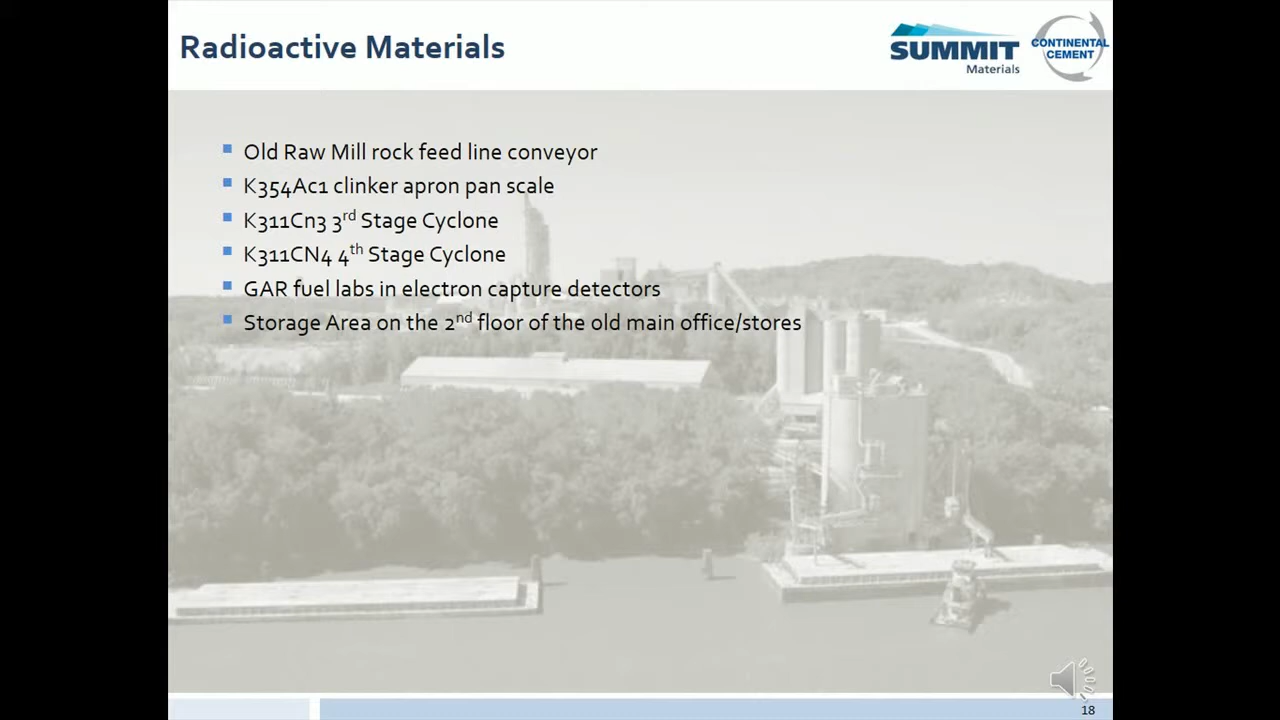 Radioactive Materials
SUMMIT
Materials
CONTINENTAL
CEMENT
Old Raw Mill rock feed line conveyor
K354Ac1 clinker apron pan scale
K311Cn3 3rd Stage Cyclone
K311CN4 4th Stage Cyclone
GAR fuel labs in electron capture detectors
Storage Area on the 2nd floor of the old main office/stores
18